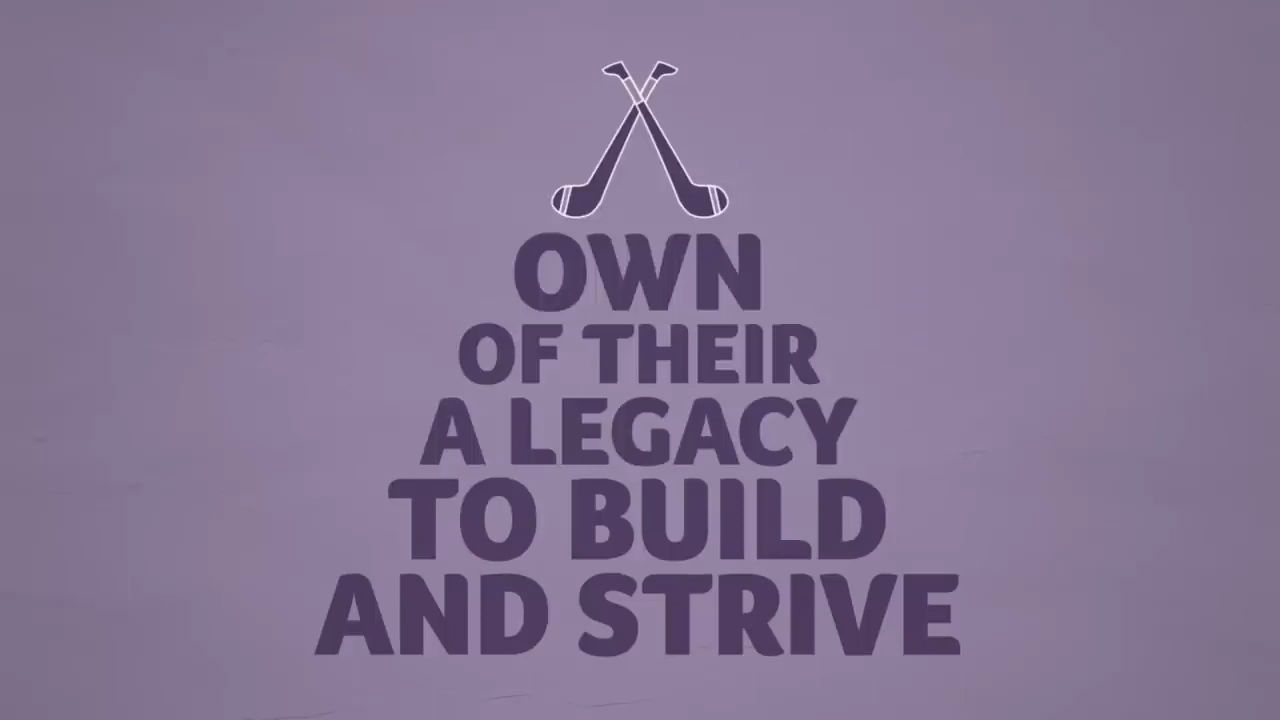 OWN
OF THEIR
A LEGACY
TO BUILD
AND STRIVE